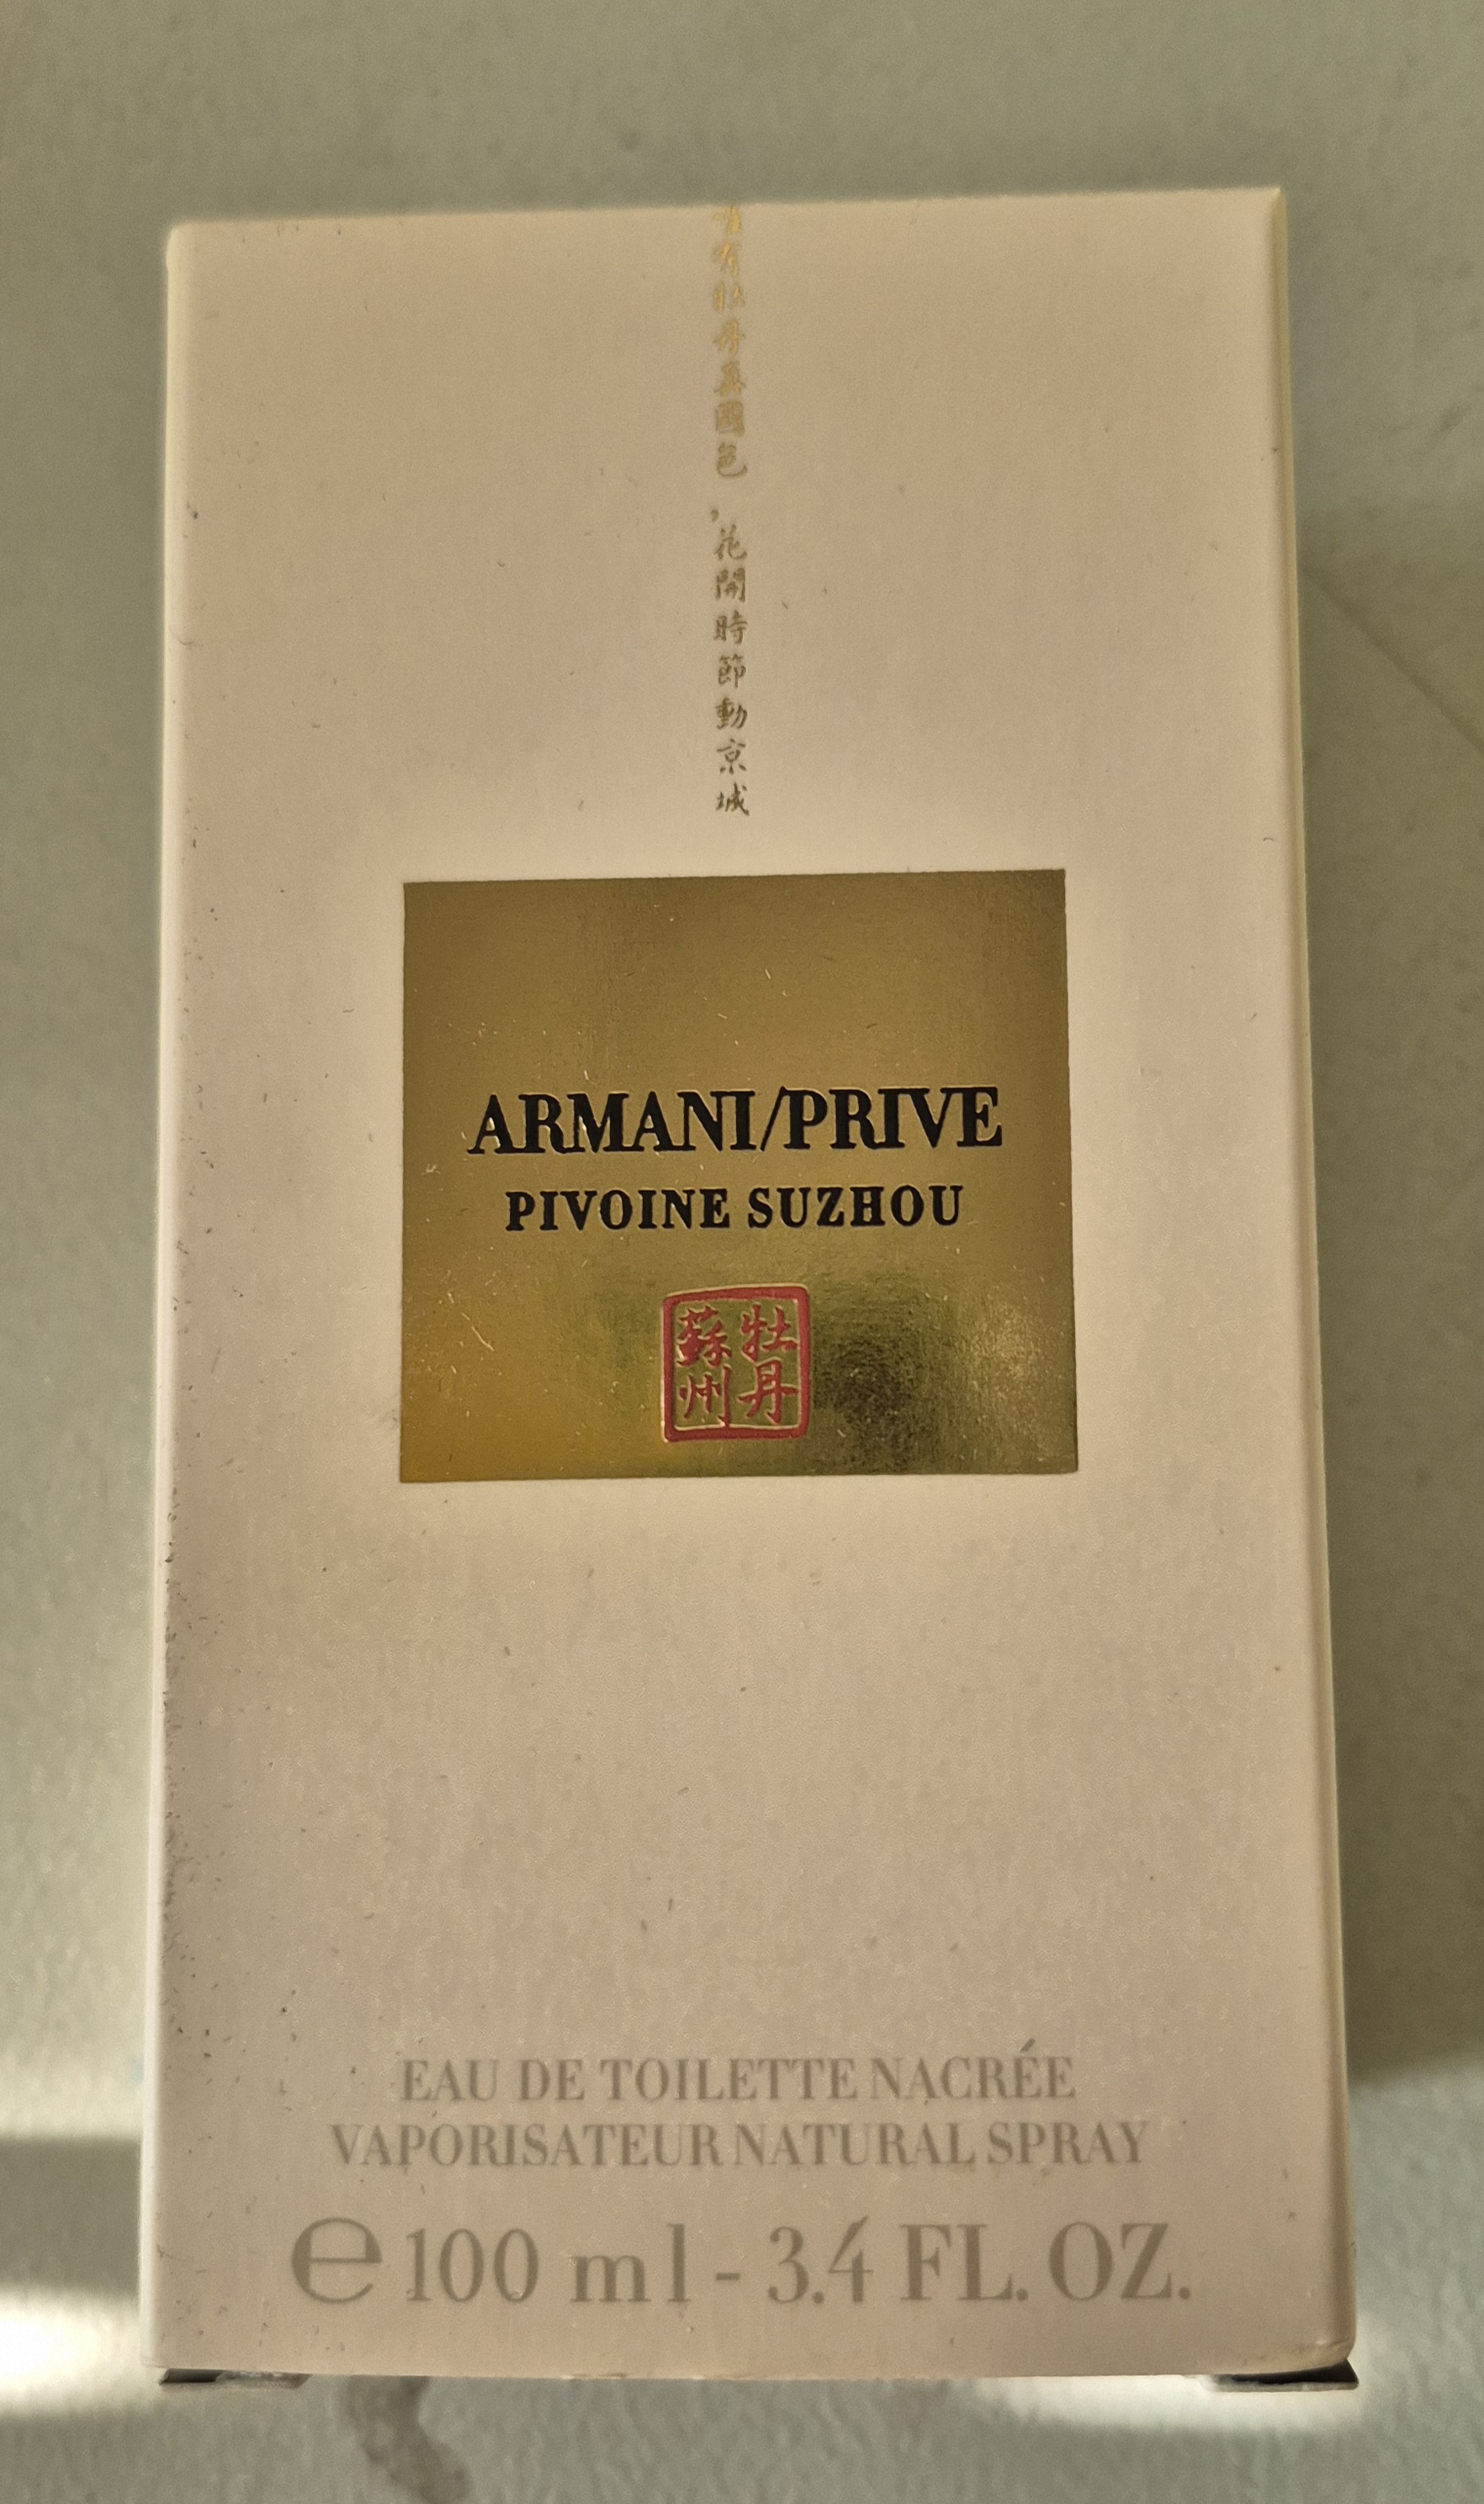 唯有牡丹真國色，花開時節動京城
ARMANI/PRIVE
PIVOINE SUZHOU
牡丹
蘇州
EAU DE TOILETTE NACRÉE
VAPORISATEUR NATURAL SPRAY
℮ 100 ml - 3.4 FL. OZ.